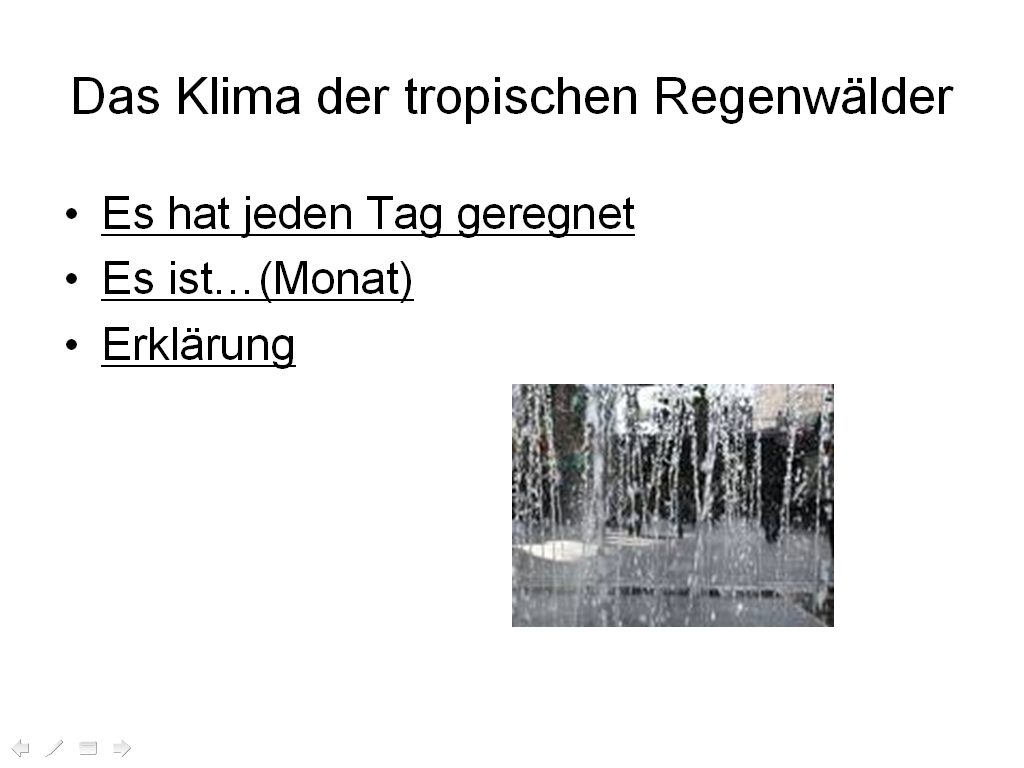 Das Klima der tropischen Regenwälder
• Es hat jeden Tag geregnet
• Es ist…(Monat)
• Erklärung